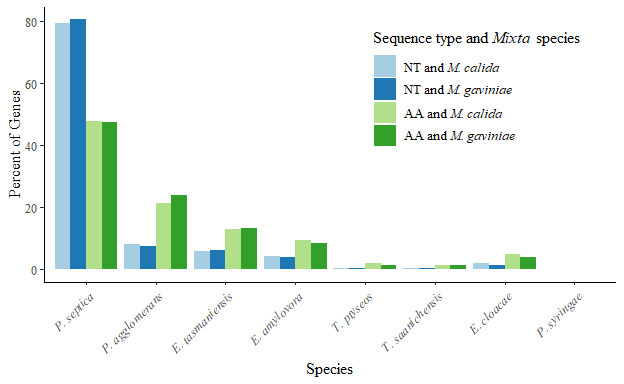 Sequence type and Mixta species
NT and M. calida
NT and M. gaviniae
AA and M. calida
AA and M. gaviniae
Percent of Genes
80
60
40
20
0
P. septica
P. agglomerans
E. tasmaniensis
E. amylovora
T. ptyseos
T. saanichensis
E. cloacae
P. syringae
Species